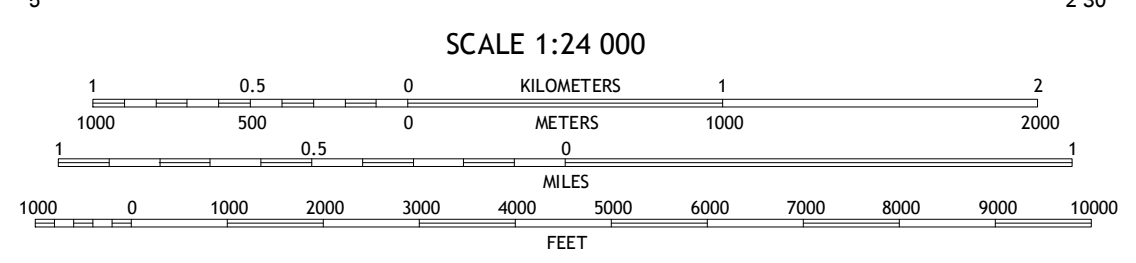 5 2 30
SCALE 1:24 000
1 0.5 0 KILOMETERS 1 2
1000 500 0 METERS 1000 2000
1 0.5 0 1
MILES
1000 0 1000 2000 3000 4000 5000 6000 7000 8000 9000 10000
FEET